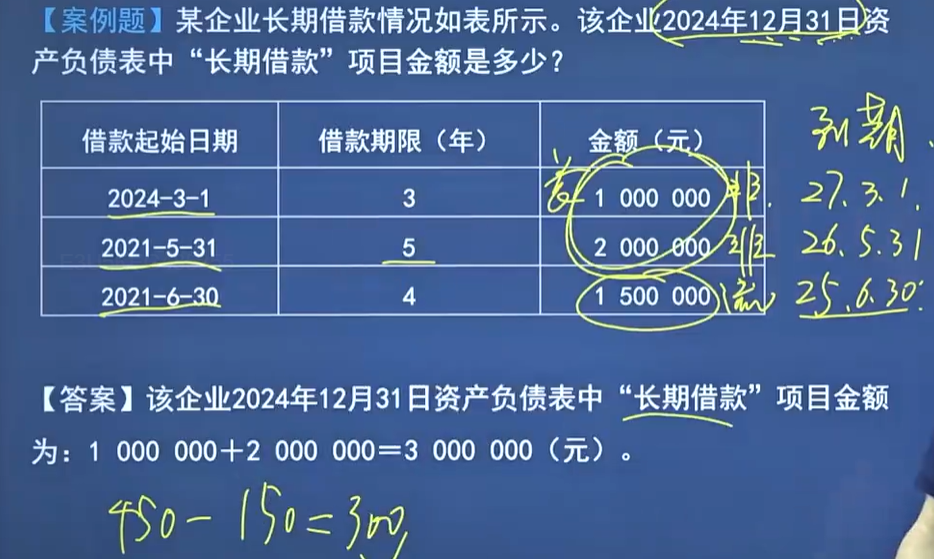 【案例题】某企业长期借款情况如表所示。该企业2024年12月31日资
产负债表中“长期借款”项目金额是多少？
到期
借款起始日期 借款期限（年） 金额（元）
2024-3-1 3 1 000 000 非 27.3.1.
2021-5-31 5 2 000 000 非 26.5.31
2021-6-30 4 1 500 000 流 25.6.30.
【答案】该企业2024年12月31日资产负债表中“长期借款”项目金额
为：1 000 000＋2 000 000＝3 000 000（元）。
450-150=300